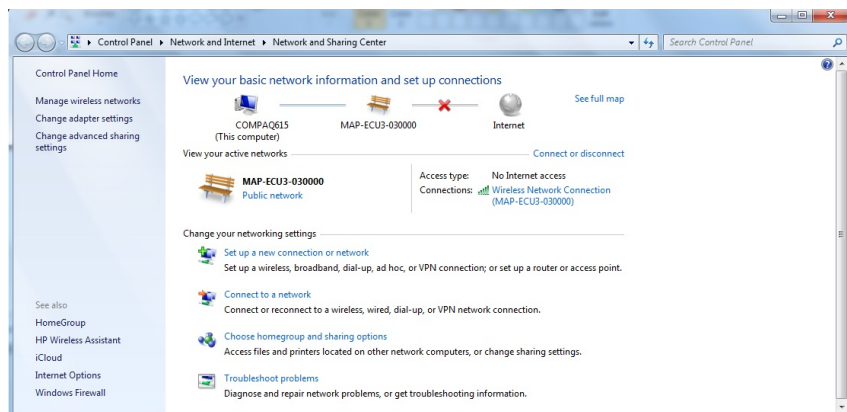 Control Panel ▸ Network and Internet ▸ Network and Sharing Center
Search Control Panel
Control Panel Home
Manage wireless networks
Change adapter settings
Change advanced sharing
settings
See also
HomeGroup
HP Wireless Assistant
iCloud
Internet Options
Windows Firewall
View your basic network information and set up connections
See full map
COMPAQ615
(This computer)
MAP-ECU3-030000
Internet
View your active networks
Connect or disconnect
MAP-ECU3-030000
Public network
Access type: No Internet access
Connections: Wireless Network Connection
(MAP-ECU3-030000)
Change your networking settings
Set up a new connection or network
Set up a wireless, broadband, dial-up, ad hoc, or VPN connection; or set up a router or access point.
Connect to a network
Connect or reconnect to a wireless, wired, dial-up, or VPN network connection.
Choose homegroup and sharing options
Access files and printers located on other network computers, or change sharing settings.
Troubleshoot problems
Diagnose and repair network problems, or get troubleshooting information.